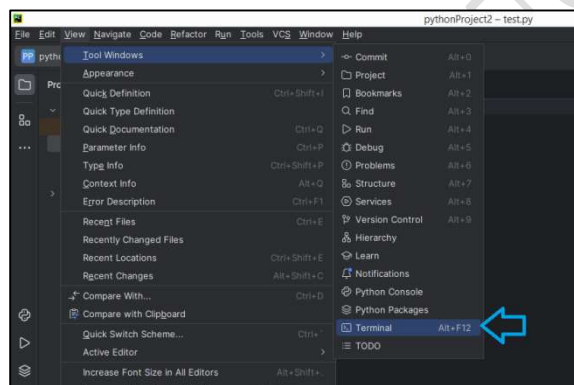 pythonProject2 – test.py
File Edit View Navigate Code Refactor Run Tools VCS Window Help
PP pytho
Tool Windows
Appearance
Quick Definition Ctrl+Shift+I
Quick Type Definition
Quick Documentation Ctrl+Q
Parameter Info Ctrl+P
Type Info Ctrl+Shift+P
Context Info Alt+Q
Error Description Ctrl+F1
Recent Files Ctrl+E
Recently Changed Files
Recent Locations Ctrl+Shift+E
Recent Changes Alt+Shift+C
Compare With... Ctrl+D
Compare with Clipboard
Quick Switch Scheme... Ctrl+`
Active Editor
Increase Font Size in All Editors Alt+Shift+.
Commit Alt+0
Project Alt+1
Bookmarks Alt+2
Find Alt+3
Run Alt+4
Debug Alt+5
Problems Alt+6
Structure Alt+7
Services Alt+8
Version Control Alt+9
Hierarchy
Learn
Notifications
Python Console
Python Packages
Terminal Alt+F12
TODO
Pro